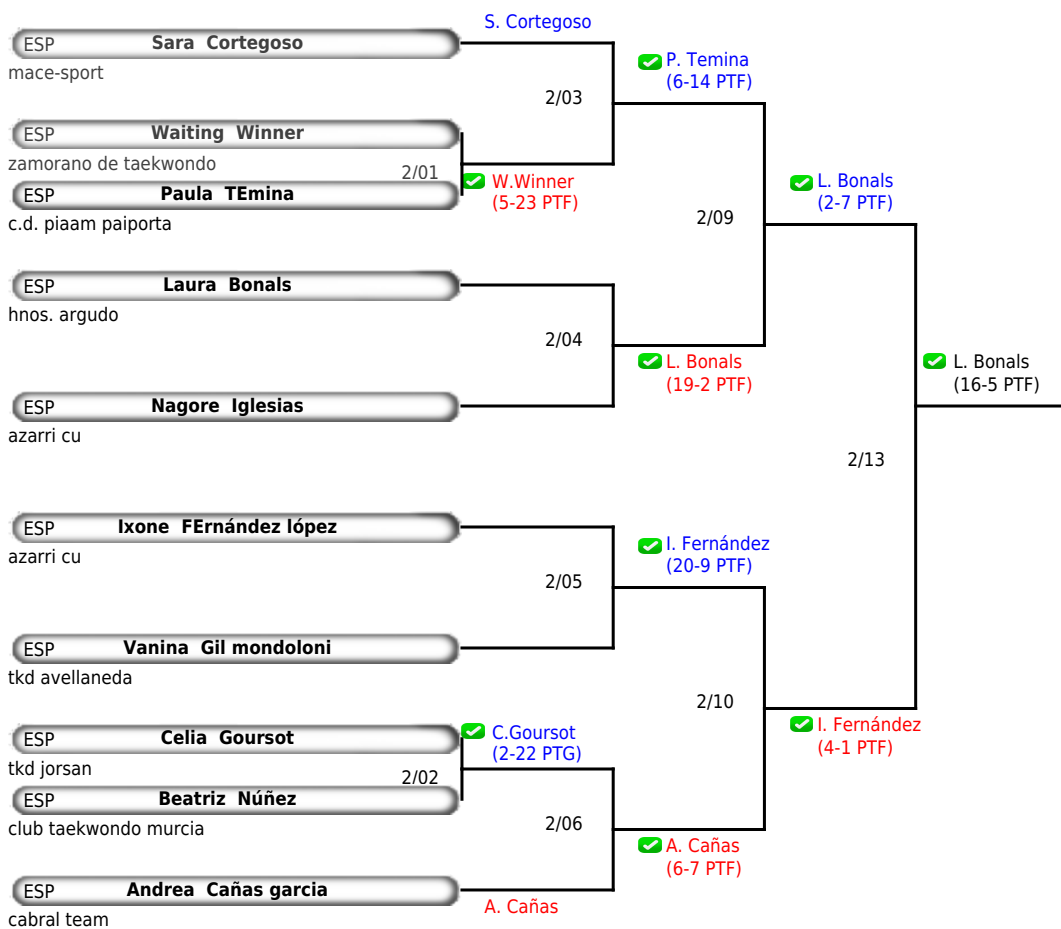 S. Cortegoso
ESP Sara Cortegoso
mace-sport
P. Temina
(6-14 PTF)
2/03
ESP Waiting Winner
zamorano de taekwondo
2/01
W.Winner
(5-23 PTF)
ESP Paula TEmina
c.d. piaam paiporta
L. Bonals
(2-7 PTF)
2/09
ESP Laura Bonals
hnos. argudo
2/04
L. Bonals
(19-2 PTF)
L. Bonals
(16-5 PTF)
ESP Nagore Iglesias
azarri cu
2/13
ESP Ixone FErnández lópez
azarri cu
I. Fernández
(20-9 PTF)
2/05
ESP Vanina Gil mondoloni
tkd avellaneda
2/10
I. Fernández
(4-1 PTF)
ESP Celia Goursot
tkd jorsan
C.Goursot
(2-22 PTG)
2/02
ESP Beatriz Núñez
club taekwondo murcia
2/06
A. Cañas
(6-7 PTF)
ESP Andrea Cañas garcia
cabral team
A. Cañas